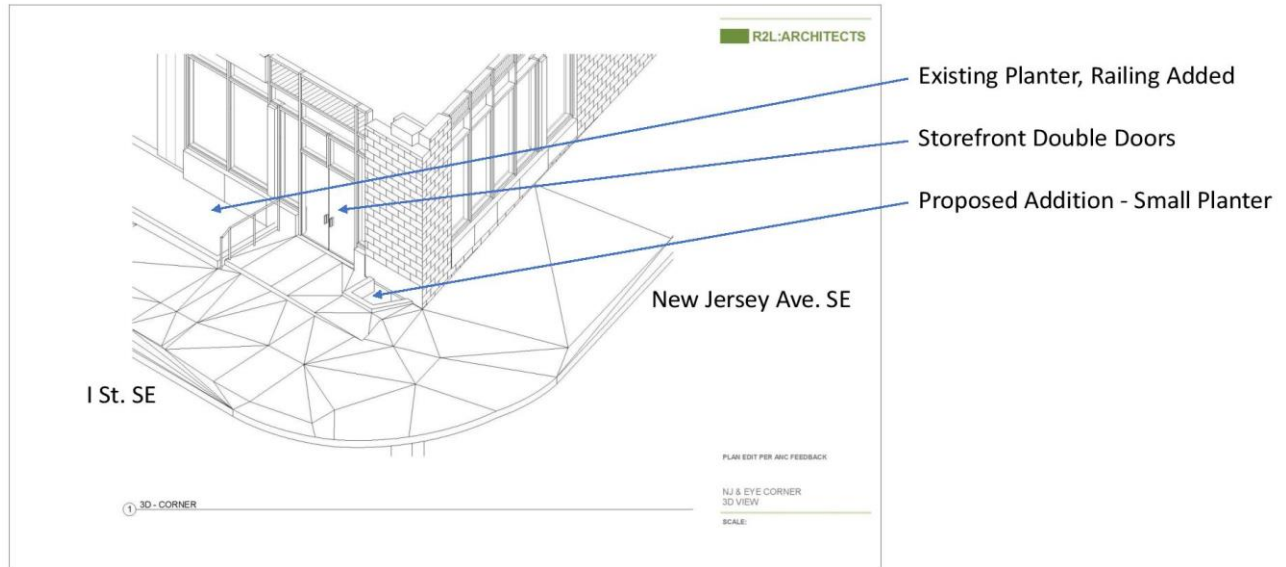 R2L:ARCHITECTS
Existing Planter, Railing Added
Storefront Double Doors
Proposed Addition - Small Planter
New Jersey Ave. SE
I St. SE
PLAN EDIT PER ANC FEEDBACK
NJ & EYE CORNER
3D VIEW
1 3D - CORNER
SCALE: